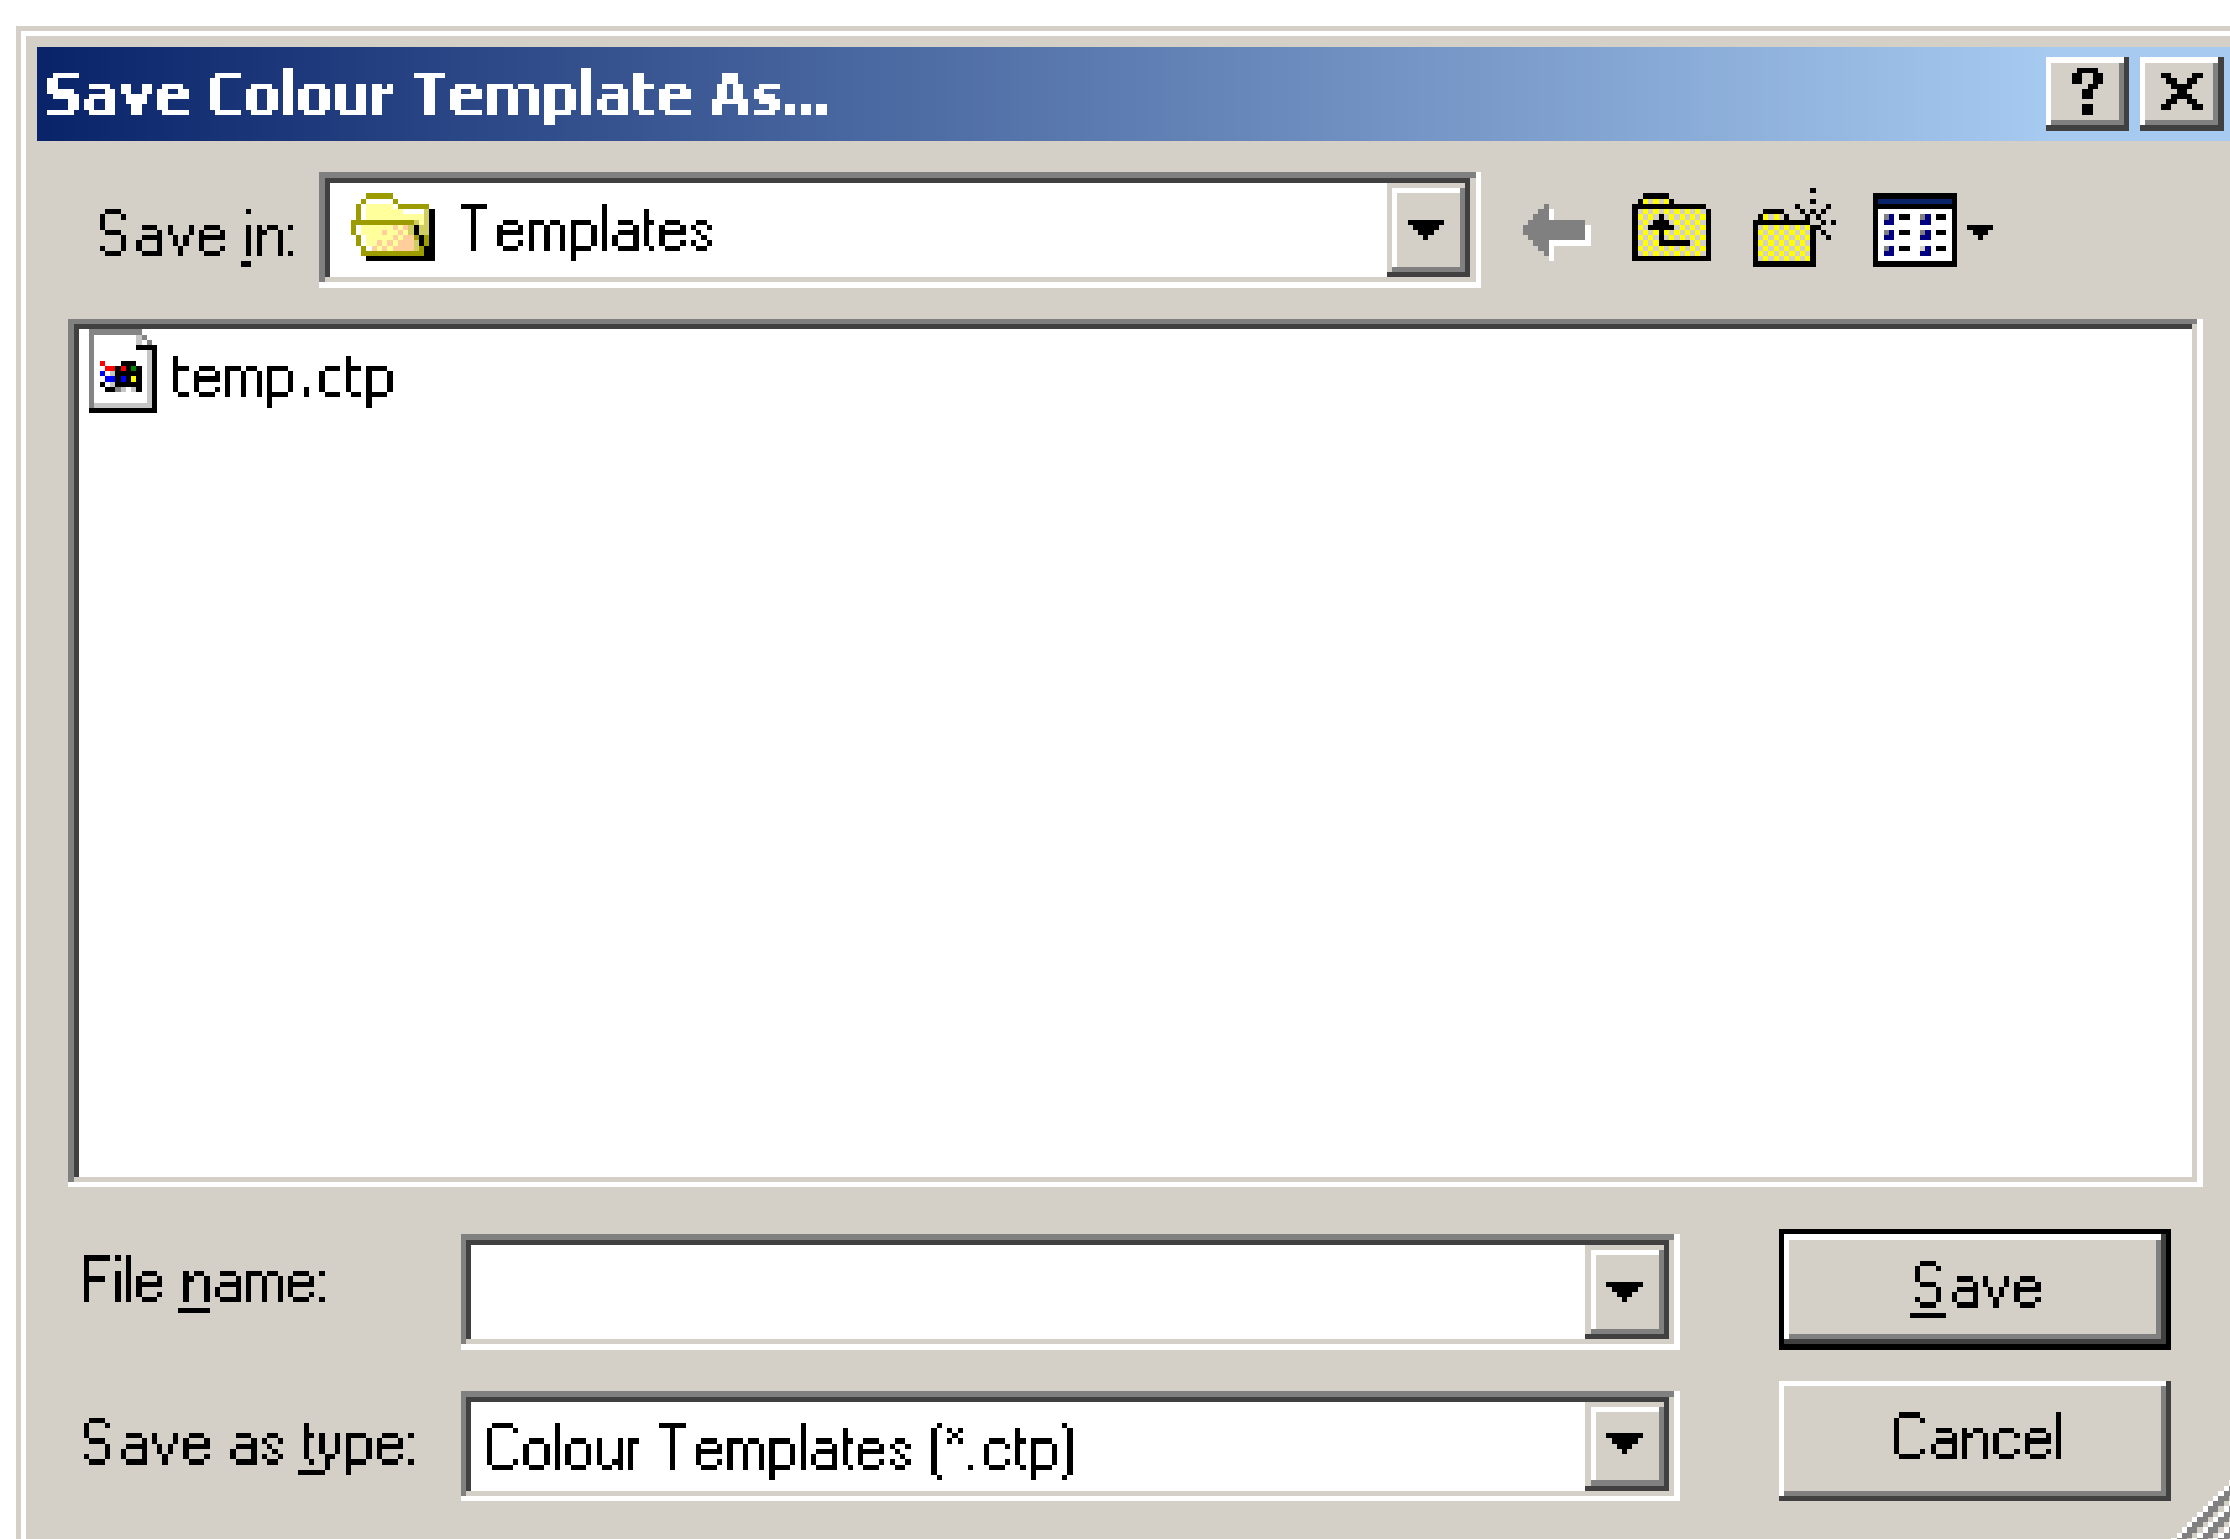 Save Colour Template As...
?
Save in: Templates
temp.ctp
File name:
Save
Save as type: Colour Templates (*.ctp)
Cancel